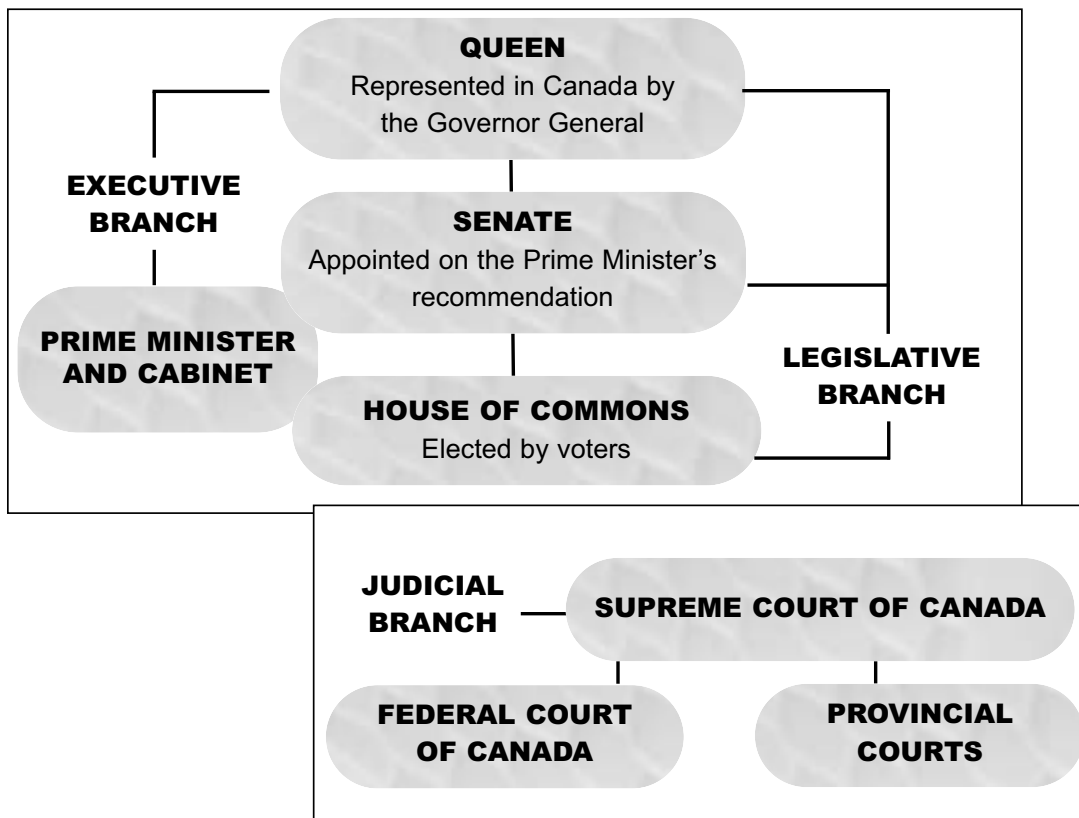 QUEEN
Represented in Canada by
the Governor General
EXECUTIVE
BRANCH
SENATE
Appointed on the Prime Minister’s
recommendation
PRIME MINISTER
AND CABINET
LEGISLATIVE
BRANCH
HOUSE OF COMMONS
Elected by voters
JUDICIAL
BRANCH
SUPREME COURT OF CANADA
FEDERAL COURT
OF CANADA
PROVINCIAL
COURTS